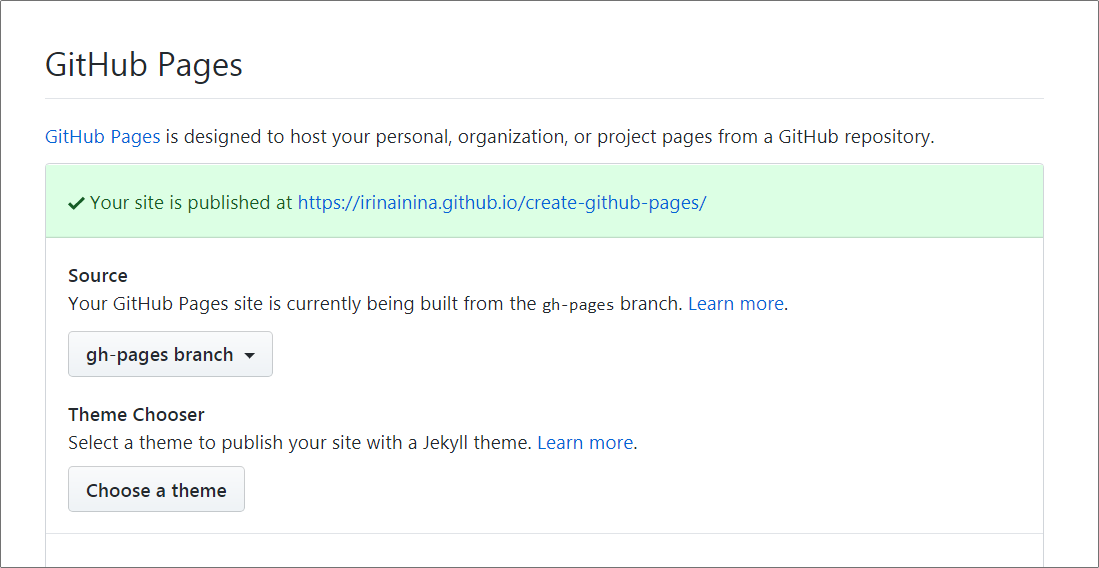 GitHub Pages
GitHub Pages is designed to host your personal, organization, or project pages from a GitHub repository.
✓ Your site is published at https://irinainina.github.io/create-github-pages/
Source
Your GitHub Pages site is currently being built from the gh-pages branch. Learn more.
gh-pages branch
Theme Chooser
Select a theme to publish your site with a Jekyll theme. Learn more.
Choose a theme